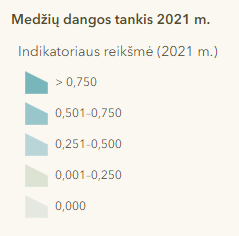 Medžių dangos tankis 2021 m.
Indikatoriaus reikšmė (2021 m.)
> 0,750
0,501–0,750
0,251–0,500
0,001–0,250
0,000